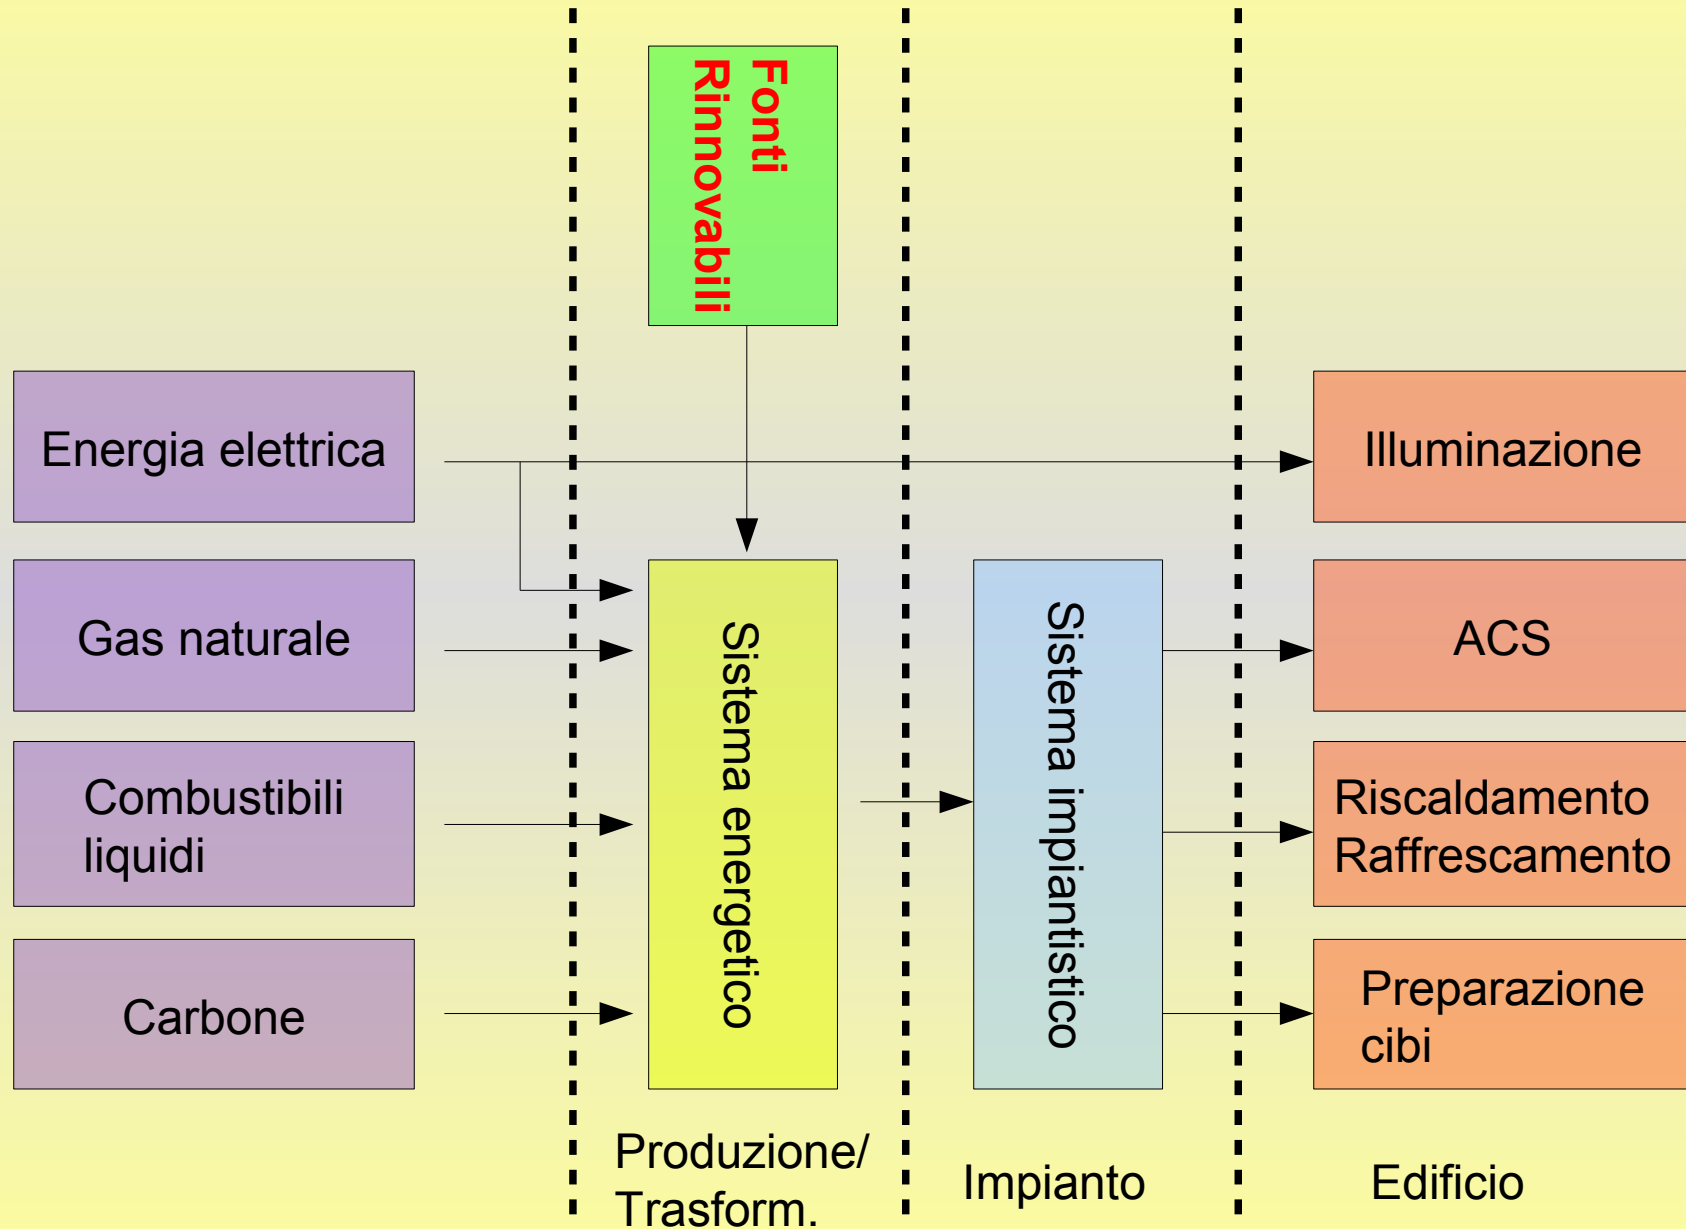 Fonti
Rinnovabili
Energia elettrica
Illuminazione
Gas naturale
Sistema energetico
Sistema impiantistico
ACS
Combustibili
liquidi
Riscaldamento
Raffrescamento
Carbone
Preparazione
cibi
Produzione/
Trasform.
Impianto
Edificio